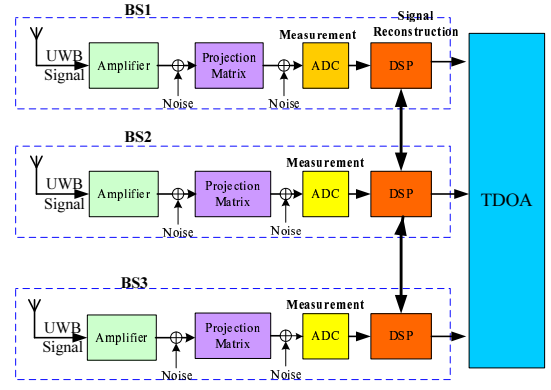 BS1
Signal
Reconstruction
Measurement
UWB
Signal
Amplifier
Projection
Matrix
ADC
DSP
Noise
Noise
BS2
Measurement
UWB
Signal
Amplifier
Projection
Matrix
ADC
DSP
Noise
Noise
TDOA
BS3
Measurement
UWB
Signal
Amplifier
Projection
Matrix
ADC
DSP
Noise
Noise